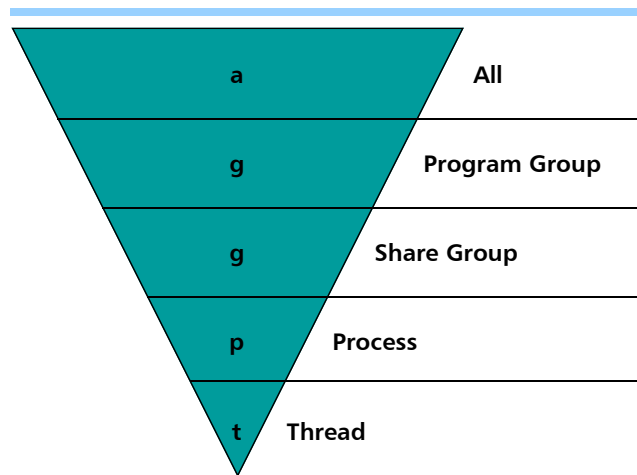 a All
g Program Group
g Share Group
p Process
t Thread